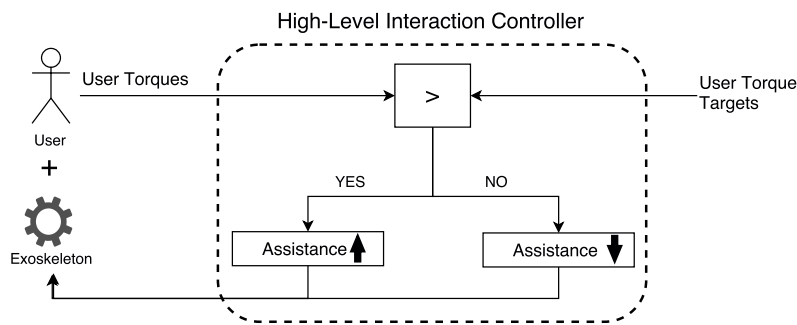 High-Level Interaction Controller
User Torques
>
User Torque
Targets
User
+
YES
NO
Exoskeleton
Assistance
Assistance